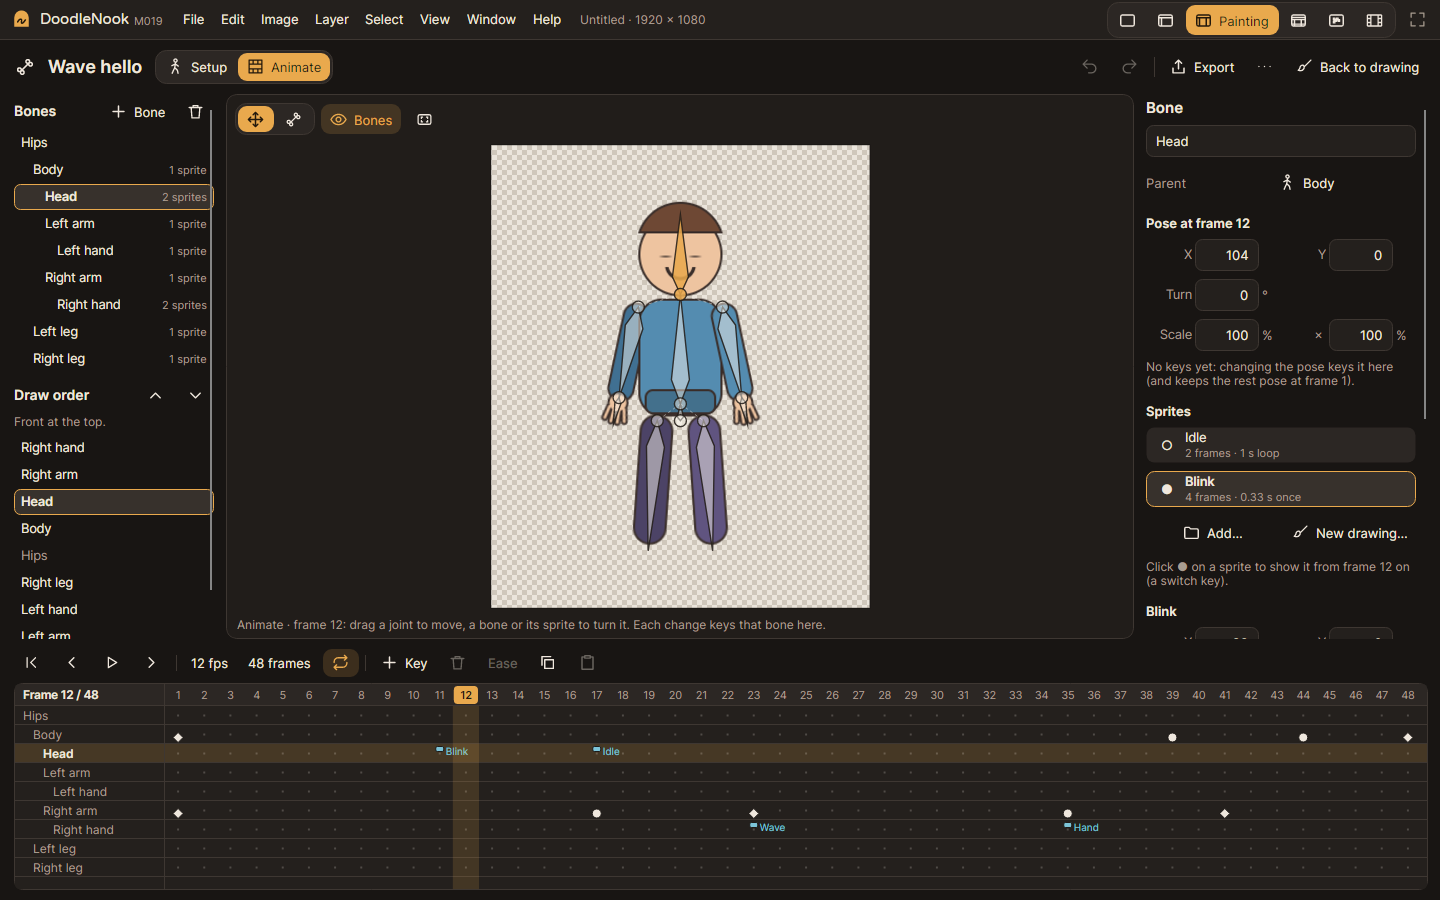 DoodleNook M019 File Edit Image Layer Select View Window Help Untitled · 1920 × 1080 Painting
Wave hello Setup Animate Export ··· Back to drawing
Bones + Bone
Hips
Body 1 sprite
Head 2 sprites
Left arm 1 sprite
Left hand 1 sprite
Right arm 1 sprite
Right hand 2 sprites
Left leg 1 sprite
Right leg 1 sprite
Draw order
Front at the top.
Right hand
Right arm
Head
Body
Hips
Right leg
Left hand
Left arm
Bones
Animate · frame 12: drag a joint to move, a bone or its sprite to turn it. Each change keys that bone here.
Bone
Head
Parent Body
Pose at frame 12
X 104 Y 0
Turn 0 °
Scale 100 % × 100 %
No keys yet: changing the pose keys it here
(and keeps the rest pose at frame 1).
Sprites
Idle
2 frames · 1 s loop
Blink
4 frames · 0.33 s once
Add... New drawing...
Click ● on a sprite to show it from frame 12 on
(a switch key).
Blink
12 fps 48 frames + Key Ease
Frame 12 / 48 1 2 3 4 5 6 7 8 9 10 11 12 13 14 15 16 17 18 19 20 21 22 23 24 25 26 27 28 29 30 31 32 33 34 35 36 37 38 39 40 41 42 43 44 45 46 47 48
Hips
Body
Head Blink Idle
Left arm
Left hand
Right arm
Right hand Wave Hand
Left leg
Right leg